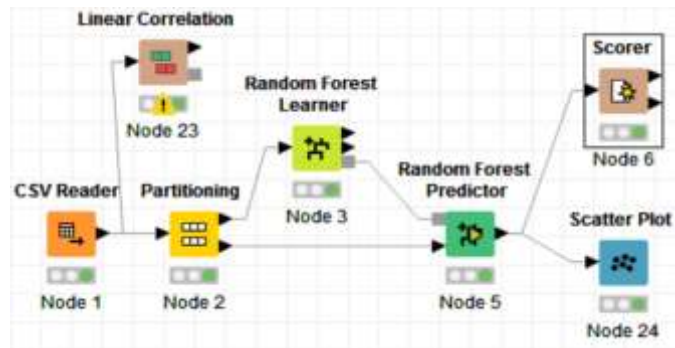 Linear Correlation
Node 23
Random Forest
Learner
Node 3
Scorer
Node 6
CSV Reader
Node 1
Partitioning
Node 2
Random Forest
Predictor
Node 5
Scatter Plot
Node 24